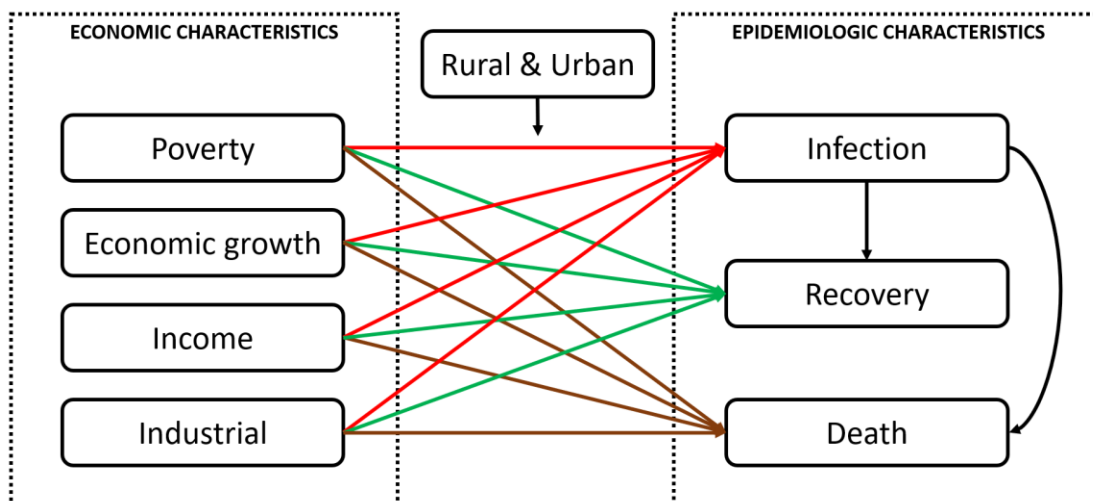 ECONOMIC CHARACTERISTICS
EPIDEMIOLOGIC CHARACTERISTICS
Rural & Urban
Poverty
Infection
Economic growth
Recovery
Income
Industrial
Death